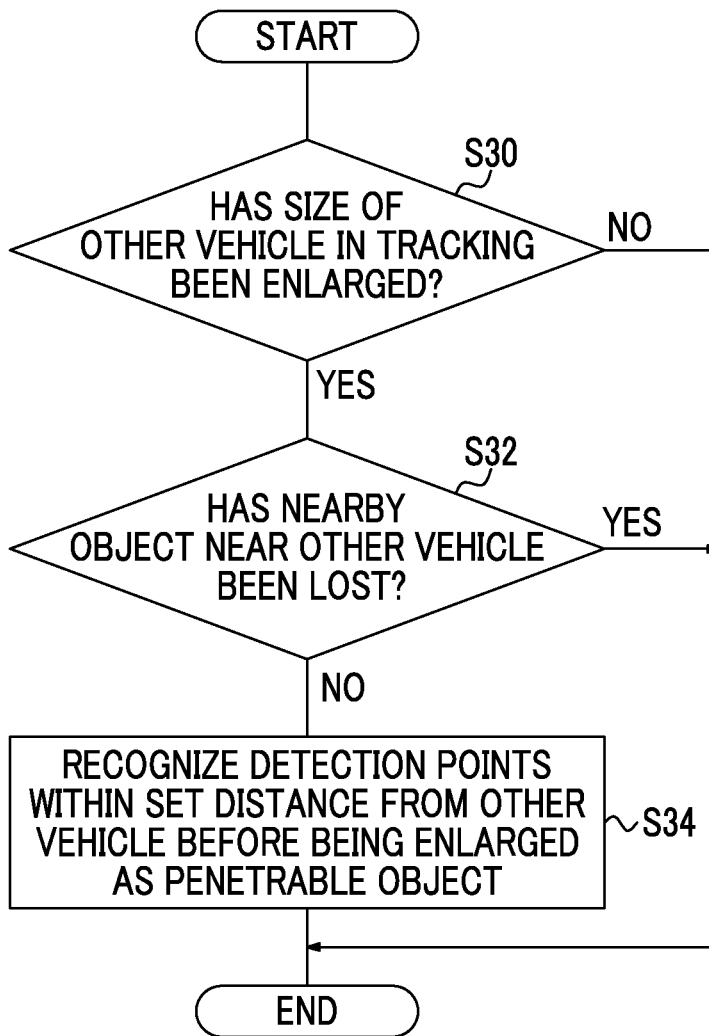 START
S30
HAS SIZE OF
OTHER VEHICLE IN TRACKING
BEEN ENLARGED?
NO
YES
S32
HAS NEARBY
OBJECT NEAR OTHER VEHICLE
BEEN LOST?
YES
NO
RECOGNIZE DETECTION POINTS
WITHIN SET DISTANCE FROM OTHER
VEHICLE BEFORE BEING ENLARGED
AS PENETRABLE OBJECT
S34
END